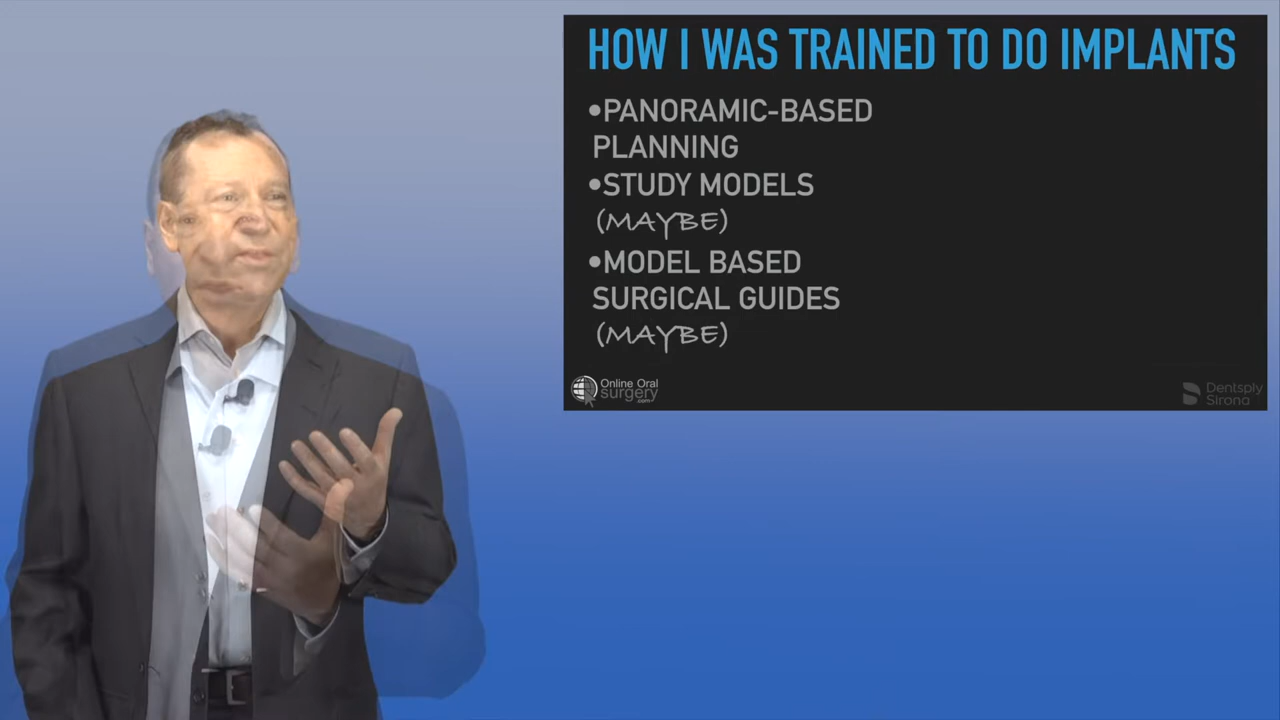 HOW I WAS TRAINED TO DO IMPLANTS
•PANORAMIC-BASED
PLANNING
•STUDY MODELS
(MAYBE)
•MODEL BASED
SURGICAL GUIDES
(MAYBE)
Online Oral
surgery
.com
Dentsply
Sirona